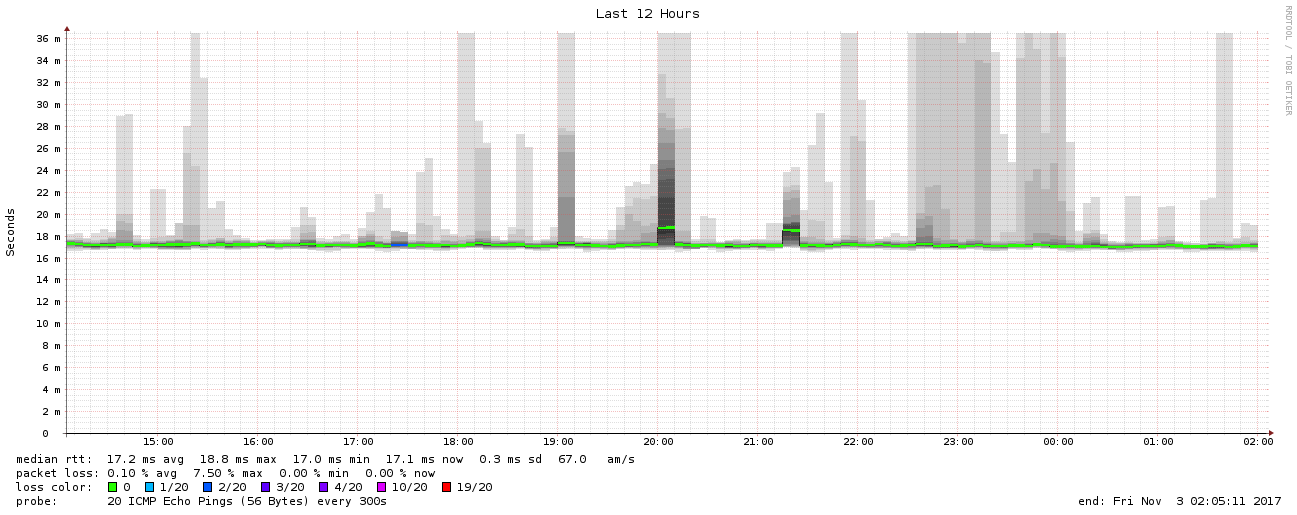 Last 12 Hours
RRDTOOL / TOBI OETIKER
Seconds
36 m
34 m
32 m
30 m
28 m
26 m
24 m
22 m
20 m
18 m
16 m
14 m
12 m
10 m
8 m
6 m
4 m
2 m
0
15:00 16:00 17:00 18:00 19:00 20:00 21:00 22:00 23:00 00:00 01:00 02:00
median rtt: 17.2 ms avg 18.8 ms max 17.0 ms min 17.1 ms now 0.3 ms sd 67.0 am/s
packet loss: 0.10 % avg 7.50 % max 0.00 % min 0.00 % now
loss color: 0 1/20 2/20 3/20 4/20 10/20 19/20
probe: 20 ICMP Echo Pings (56 Bytes) every 300s end: Fri Nov 3 02:05:11 2017